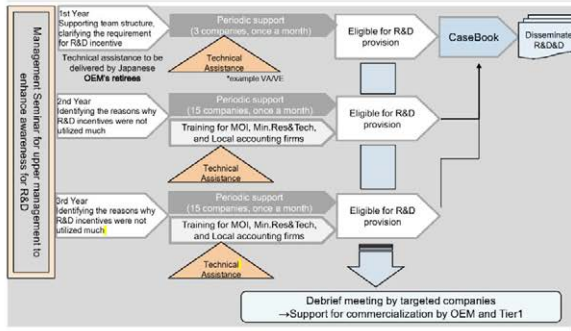 Management Seminar for upper management to
enhance awareness for R&D
1st Year
Supporting team structure,
clarifying the requirement
for R&D incentive
Technical assistance to be
delivered by Japanese
OEM's retirees
Periodic support
(3 companies, once a month)
Technical
Assistance
*example VA/VE
Eligible for R&D
provision
CaseBook
Disseminate
R&D&D
2nd Year
Identifying the reasons why
R&D incentives were not
utilized much
Periodic support
(15 companies, once a month)
Training for MOI, Min.Res&Tech,
and Local accounting firms
Technical
Assistance
Eligible for R&D
provision
3rd Year
Identifying the reasons why
R&D incentives were not
utilized much
Periodic support
(15 companies, once a month)
Training for MOI, Min.Res&Tech,
and Local accounting firms
Technical
Assistance
Eligible for R&D
provision
Debrief meeting by targeted companies
→Support for commercialization by OEM and Tier1